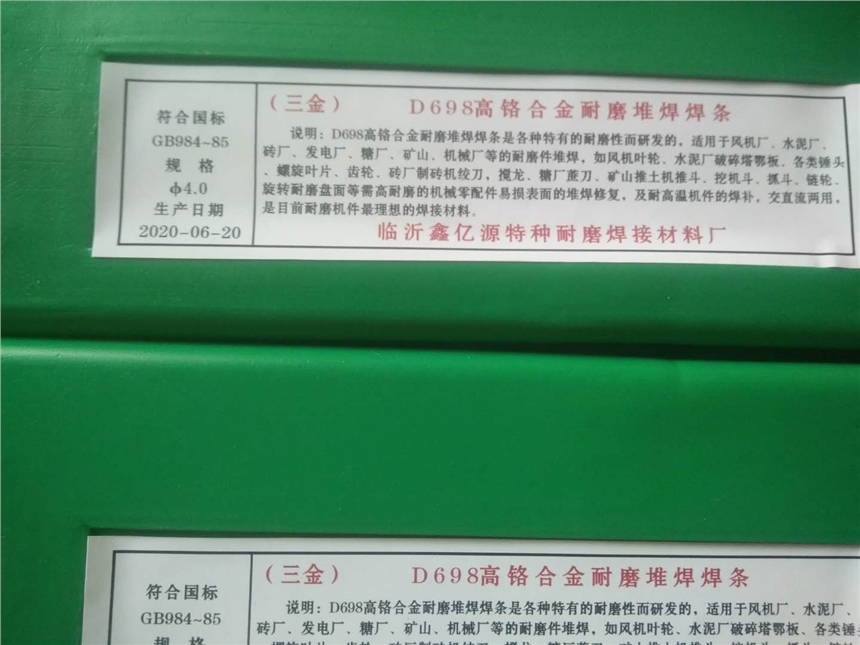 符合国标
GB984~85
规 格
ф4.0
生产日期
2020-06-20
(三金) D698高铬合金耐磨堆焊焊条
说明：D698高铬合金耐磨堆焊焊条是各种特有的耐磨性而研发的，适用于风机厂、水泥厂、
砖厂、发电厂、糖厂、矿山、机械厂等的耐磨件堆焊，如风机叶轮、水泥厂破碎塔鄂板、各类锤头
、螺旋叶片、齿轮、砖厂制砖机绞刀，搅龙、糖厂蔗刀、矿山推土机推斗、挖机斗、抓斗、链轮、
旋转耐磨盘面等需高耐磨的机械零配件易损表面的堆焊修复，及耐高温机件的焊补，交直流两用，
是目前耐磨机件最理想的焊接材料。
临沂鑫亿源特种耐磨焊接材料厂
符合国标
GB984~85
规 格
(三金) D698高铬合金耐磨堆焊焊条
说明：D698高铬合金耐磨堆焊焊条是各种特有的耐磨性而研发的，适用于风机厂、水泥厂、
砖厂、发电厂、糖厂、矿山、机械厂等的耐磨件堆焊，如风机叶轮、水泥厂破碎塔鄂板、各类锤